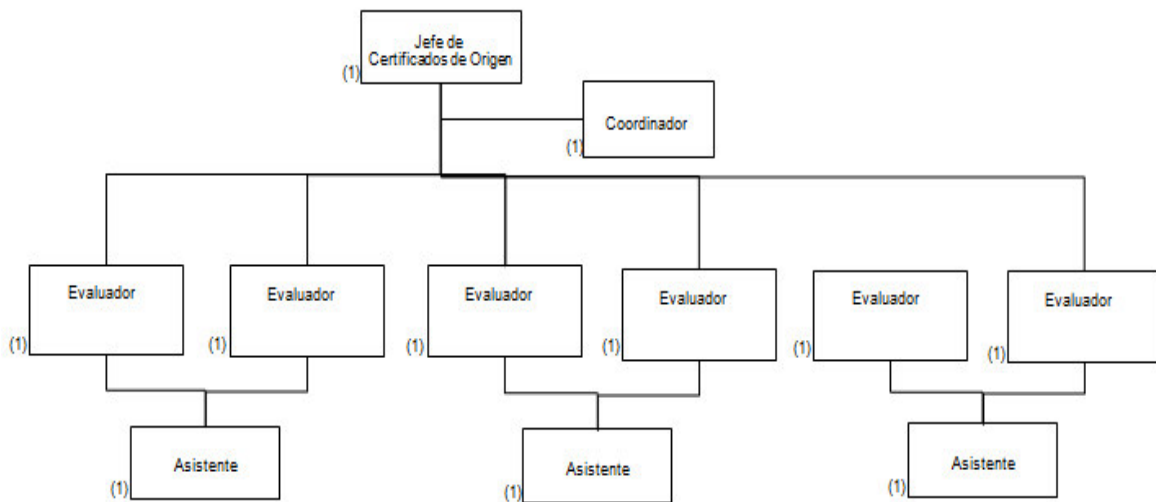 Jefe de
Certificados de Origen
(1)
Coordinador
(1)
Evaluador
(1)
Evaluador
(1)
Evaluador
(1)
Evaluador
(1)
Evaluador
(1)
Evaluador
(1)
Asistente
(1)
Asistente
(1)
Asistente
(1)